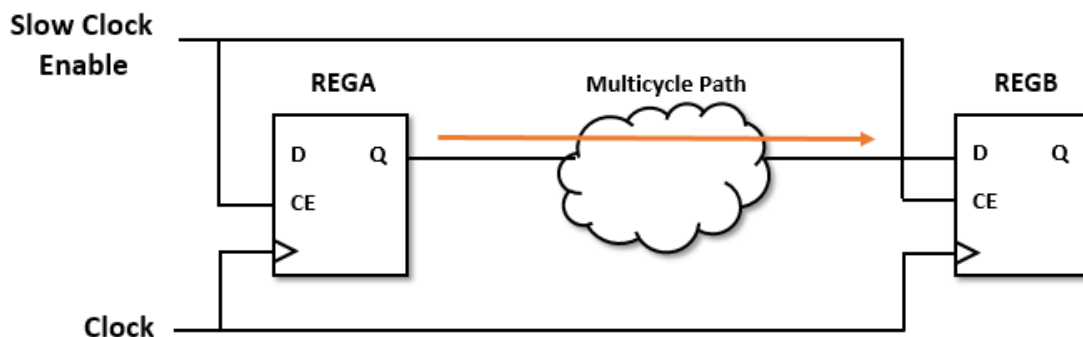 Slow Clock
Enable
REGA
Multicycle Path
REGB
D Q
D Q
CE
CE
Clock